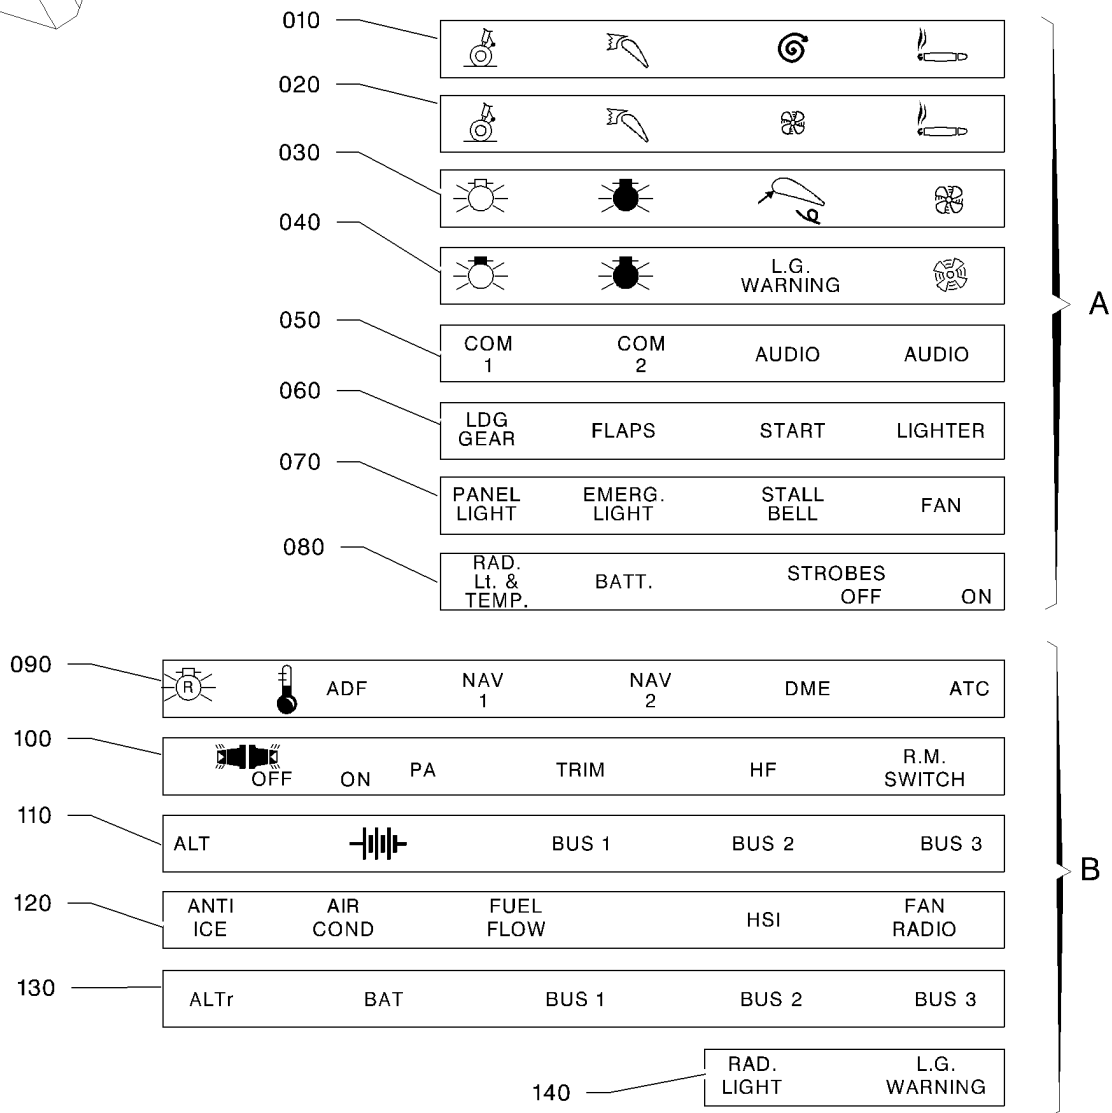 010
020
030
040
L.G.
WARNING
050
COM
1
COM
2
AUDIO
AUDIO
060
LDG
GEAR
FLAPS
START
LIGHTER
070
PANEL
LIGHT
EMERG.
LIGHT
STALL
BELL
FAN
080
RAD.
Lt. &
TEMP.
BATT.
STROBES
OFF ON
A
090
R
ADF
NAV
1
NAV
2
DME
ATC
100
OFF ON
PA
TRIM
HF
R.M.
SWITCH
110
ALT
BUS 1
BUS 2
BUS 3
B
120
ANTI
ICE
AIR
COND
FUEL
FLOW
HSI
FAN
RADIO
130
ALTr
BAT
BUS 1
BUS 2
BUS 3
140
RAD.
LIGHT
L.G.
WARNING